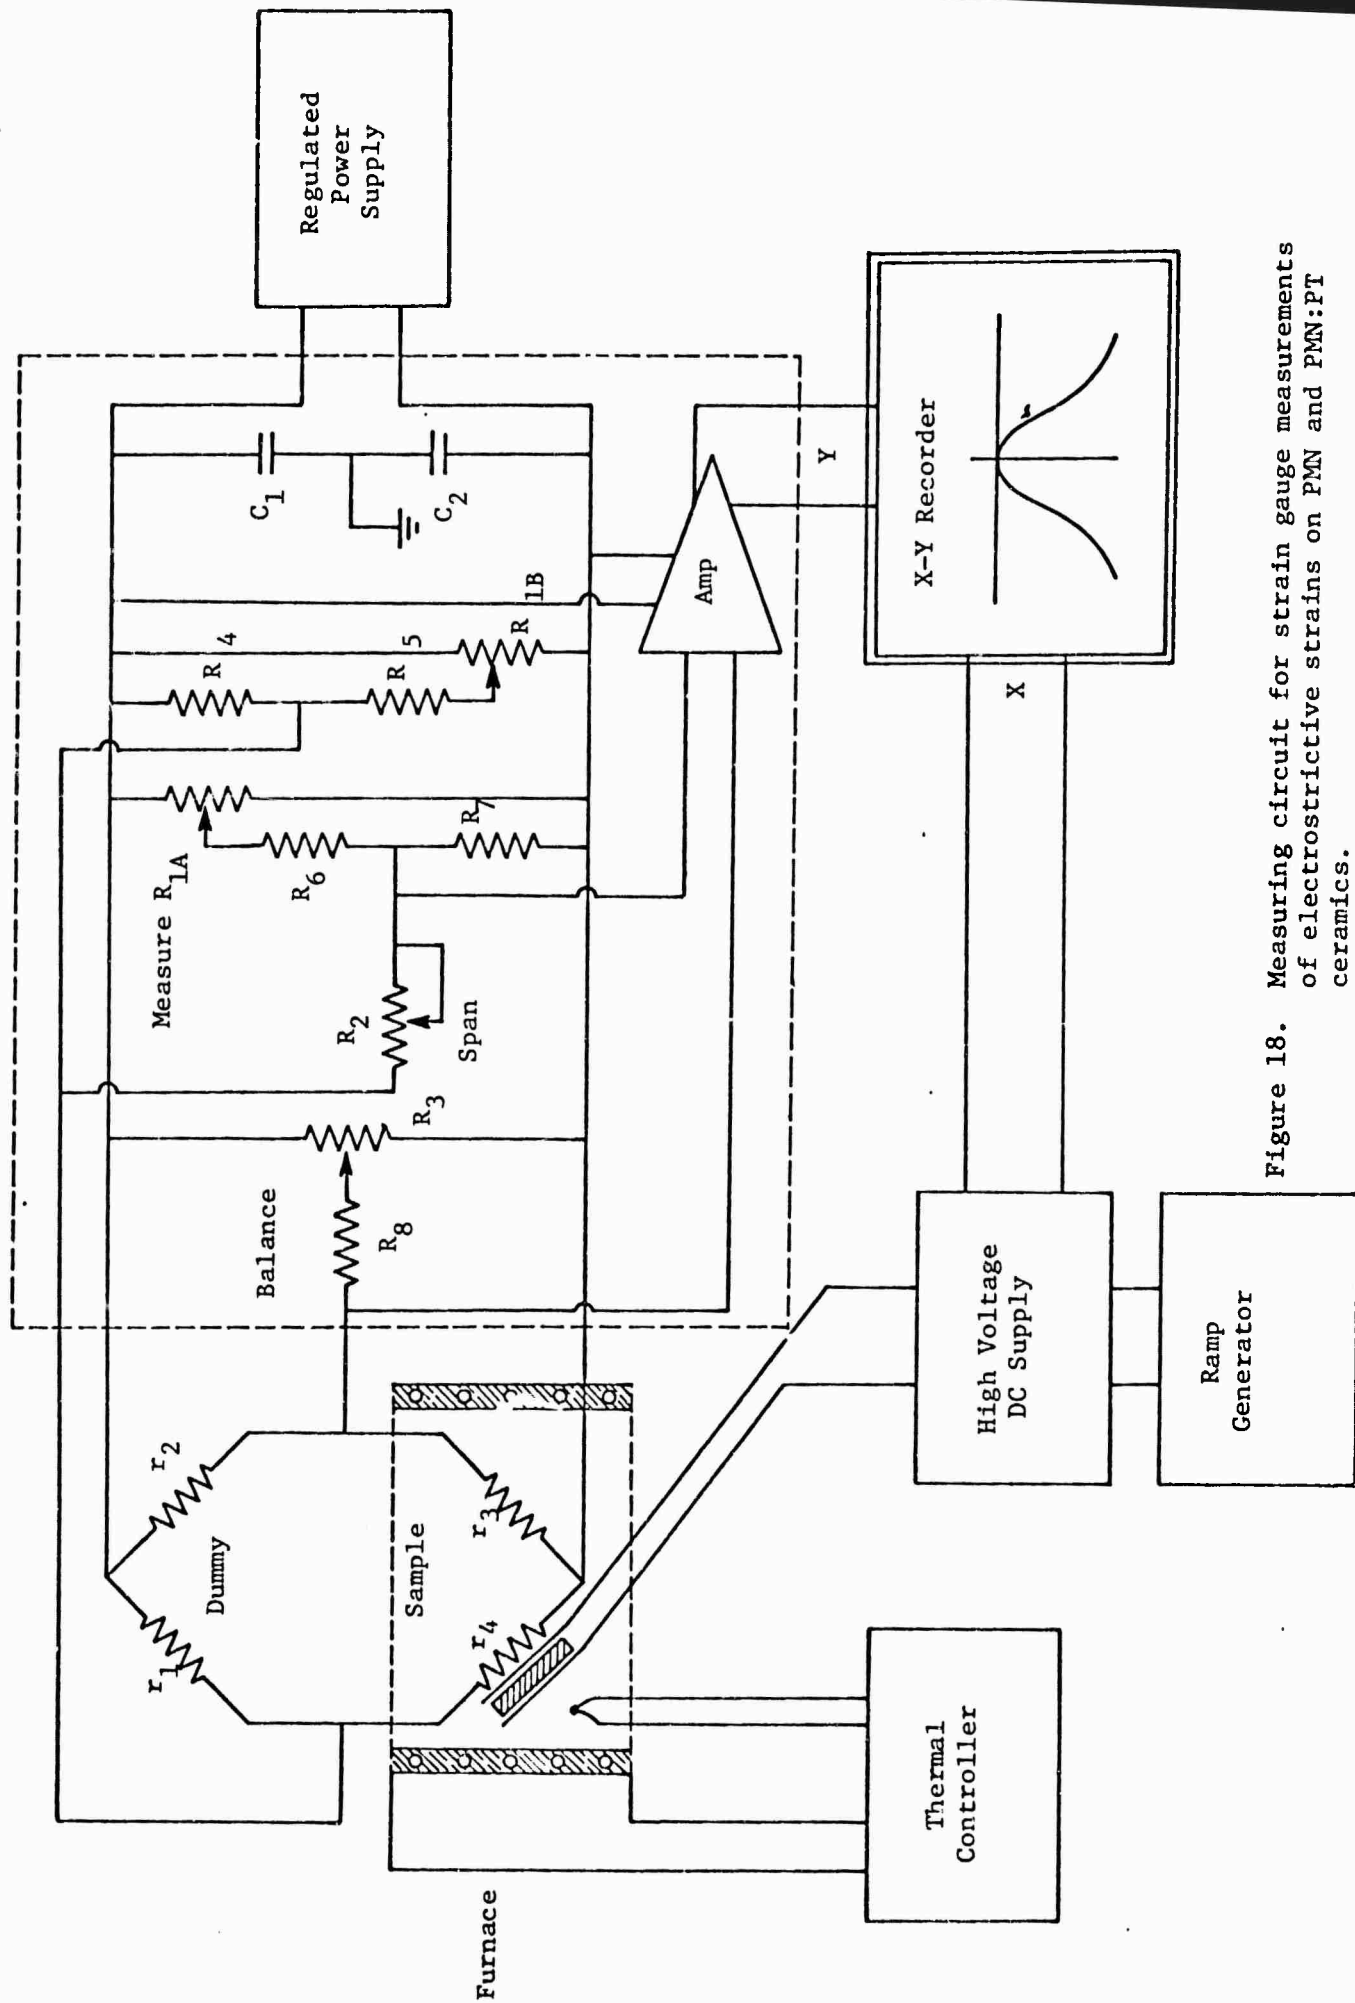 Regulated
Power
Supply
C1
C2
R4
R5
R1B
Measure R1A
R6
R7
R2
Span
R3
Balance
R8
Amp
Y
X-Y Recorder
X
r2
r1
Dummy
Sample
r3
r4
Furnace
Thermal
Controller
High Voltage
DC Supply
Ramp
Generator
Figure 18. Measuring circuit for strain gauge measurements
of electrostrictive strains on PMN and PMN:PT
ceramics.